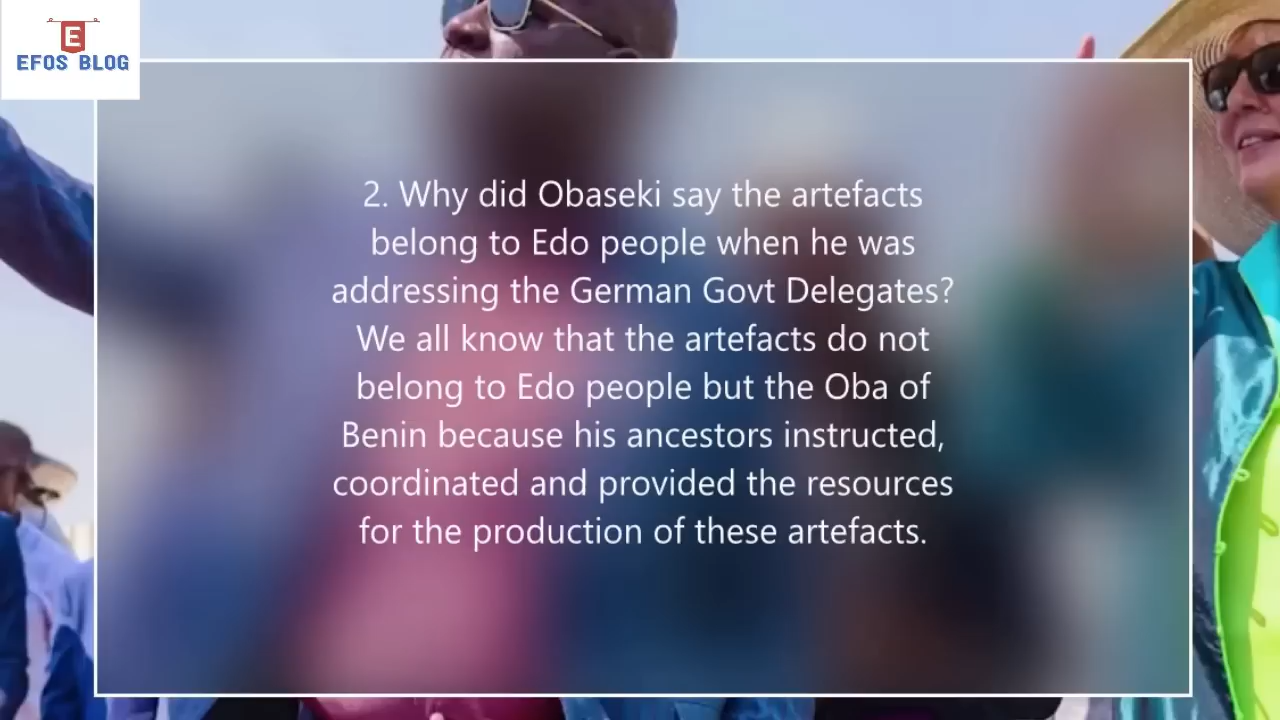 E
EFOS BLOG
2. Why did Obaseki say the artefacts
belong to Edo people when he was
addressing the German Govt Delegates?
We all know that the artefacts do not
belong to Edo people but the Oba of
Benin because his ancestors instructed,
coordinated and provided the resources
for the production of these artefacts.